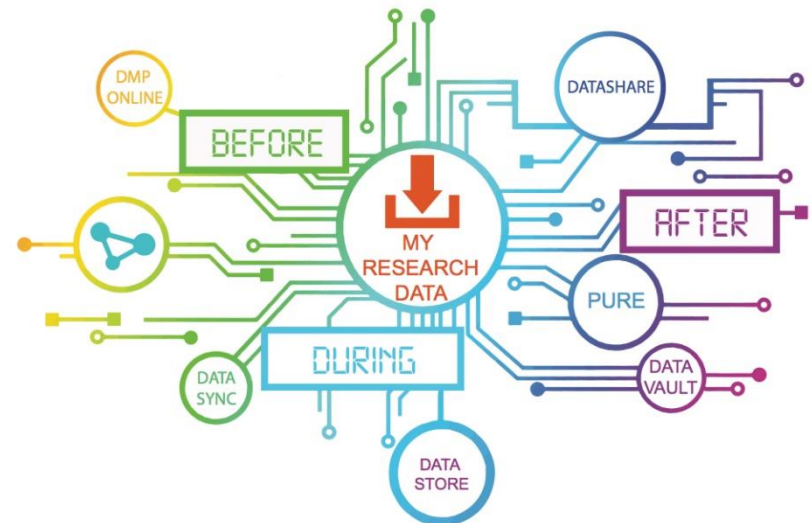 DMP
ONLINE
BEFORE
DATASHARE
AFTER
MY
RESEARCH
DATA
PURE
DURING
DATA
SYNC
DATA
VAULT
DATA
STORE